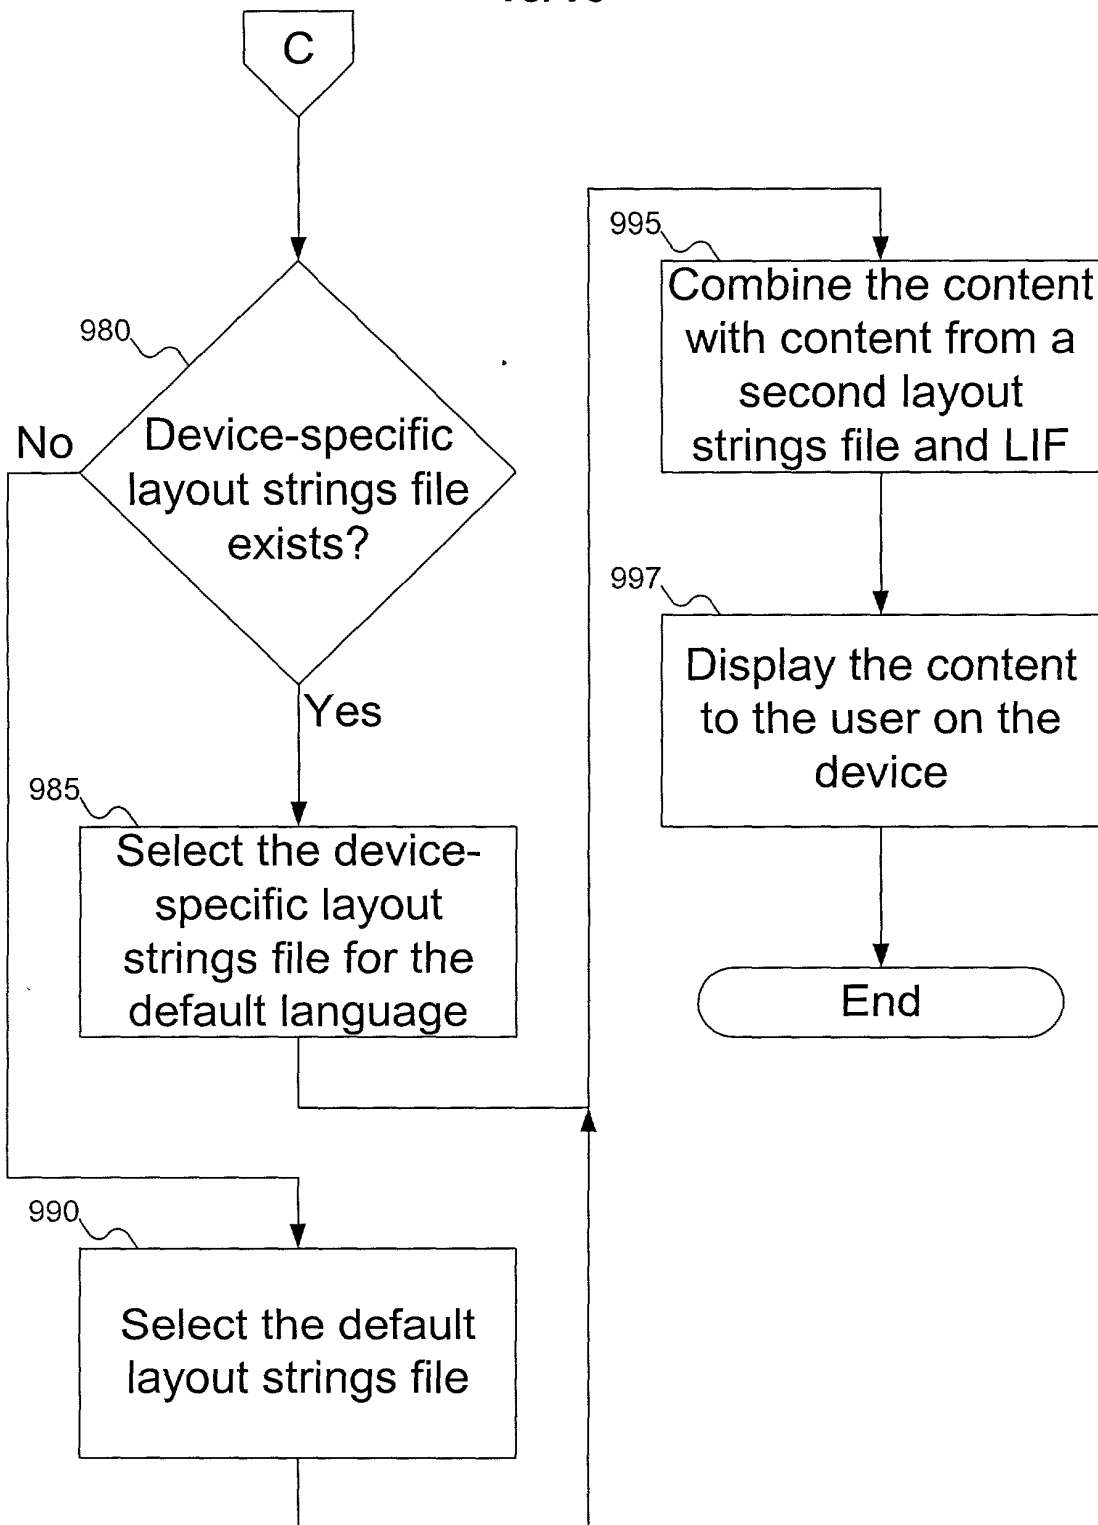 C
980
No
Device-specific
layout strings file
exists?
Yes
985
Select the device-
specific layout
strings file for the
default language
990
Select the default
layout strings file
995
Combine the content
with content from a
second layout
strings file and LIF
997
Display the content
to the user on the
device
End